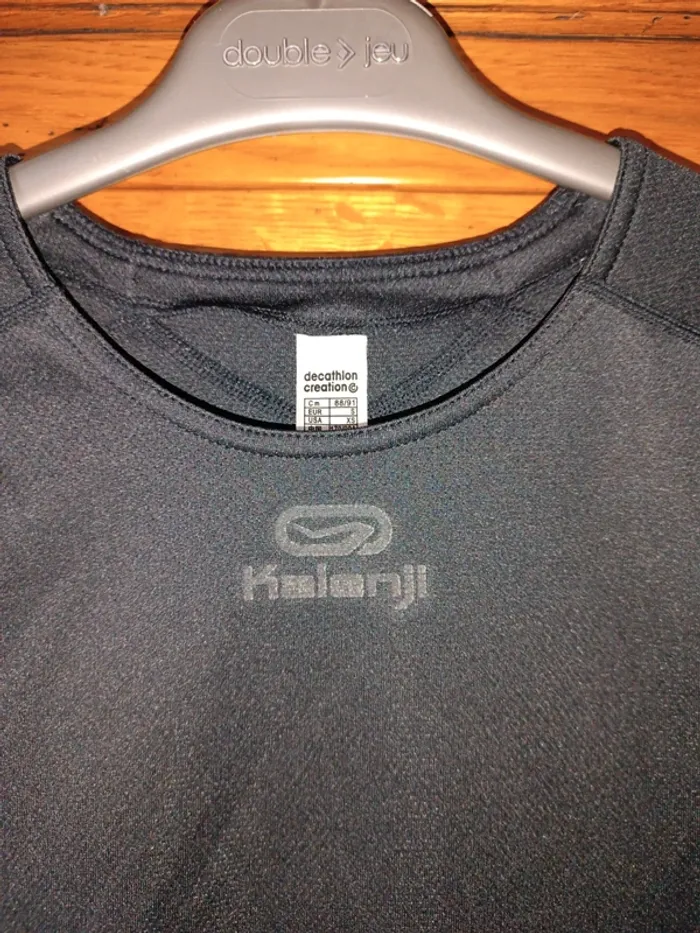 double > jeu
decathlon
creation©
Cm 88/91
EUR S
USA XS
Kalenji